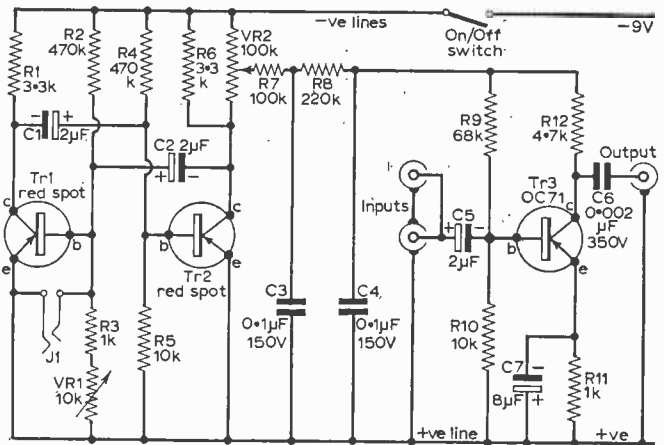 -ve lines
On/Off
switch
-9V
R1
3•3k
R2
470k
R4
470
k
R6
3•3
k
VR2
100k
R7
100k
R8
220k
R9
68k
R12
4•7k
- +
C1 2µF
C2 2µF
+ -
Tr1
red spot
c
b
e
Tr2
red spot
c
b
e
Inputs
+ -
C5
2µF
Tr3
OC71
c
b
e
Output
C6
0•002
µF
350V
J1
R3
1k
VR1
10k
R5
10k
C3
0•1µF
150V
C4
0•1µF
150V
R10
10k
C7 -
8µF +
R11
1k
+ve line
+ve